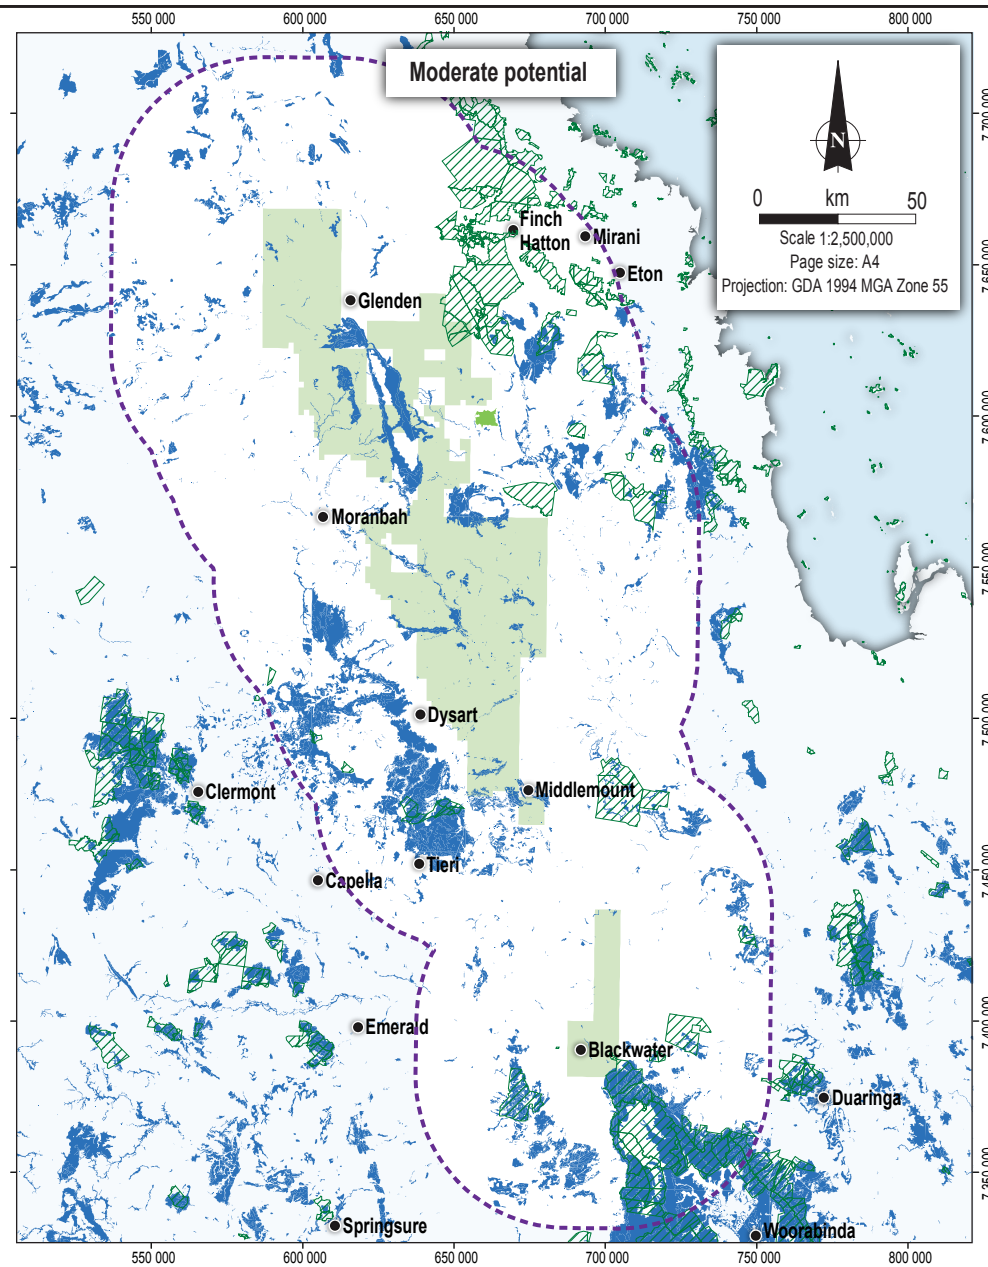 550 000 600 000 650 000 700 000 750 000 800 000
Moderate potential
N
0 km 50
Scale 1:2,500,000
Page size: A4
Projection: GDA 1994 MGA Zone 55
7,700,000
Finch
Hatton
Mirani
Eton
7,650,000
Glenden
7,600,000
Moranbah
7,550,000
Dysart
7,500,000
Clermont
Middlemount
Tieri
Capella
7,450,000
Emerald
7,400,000
Blackwater
Duaringa
7,350,000
Springsure
Woorabinda
550 000 600 000 650 000 700 000 750 000 800 000